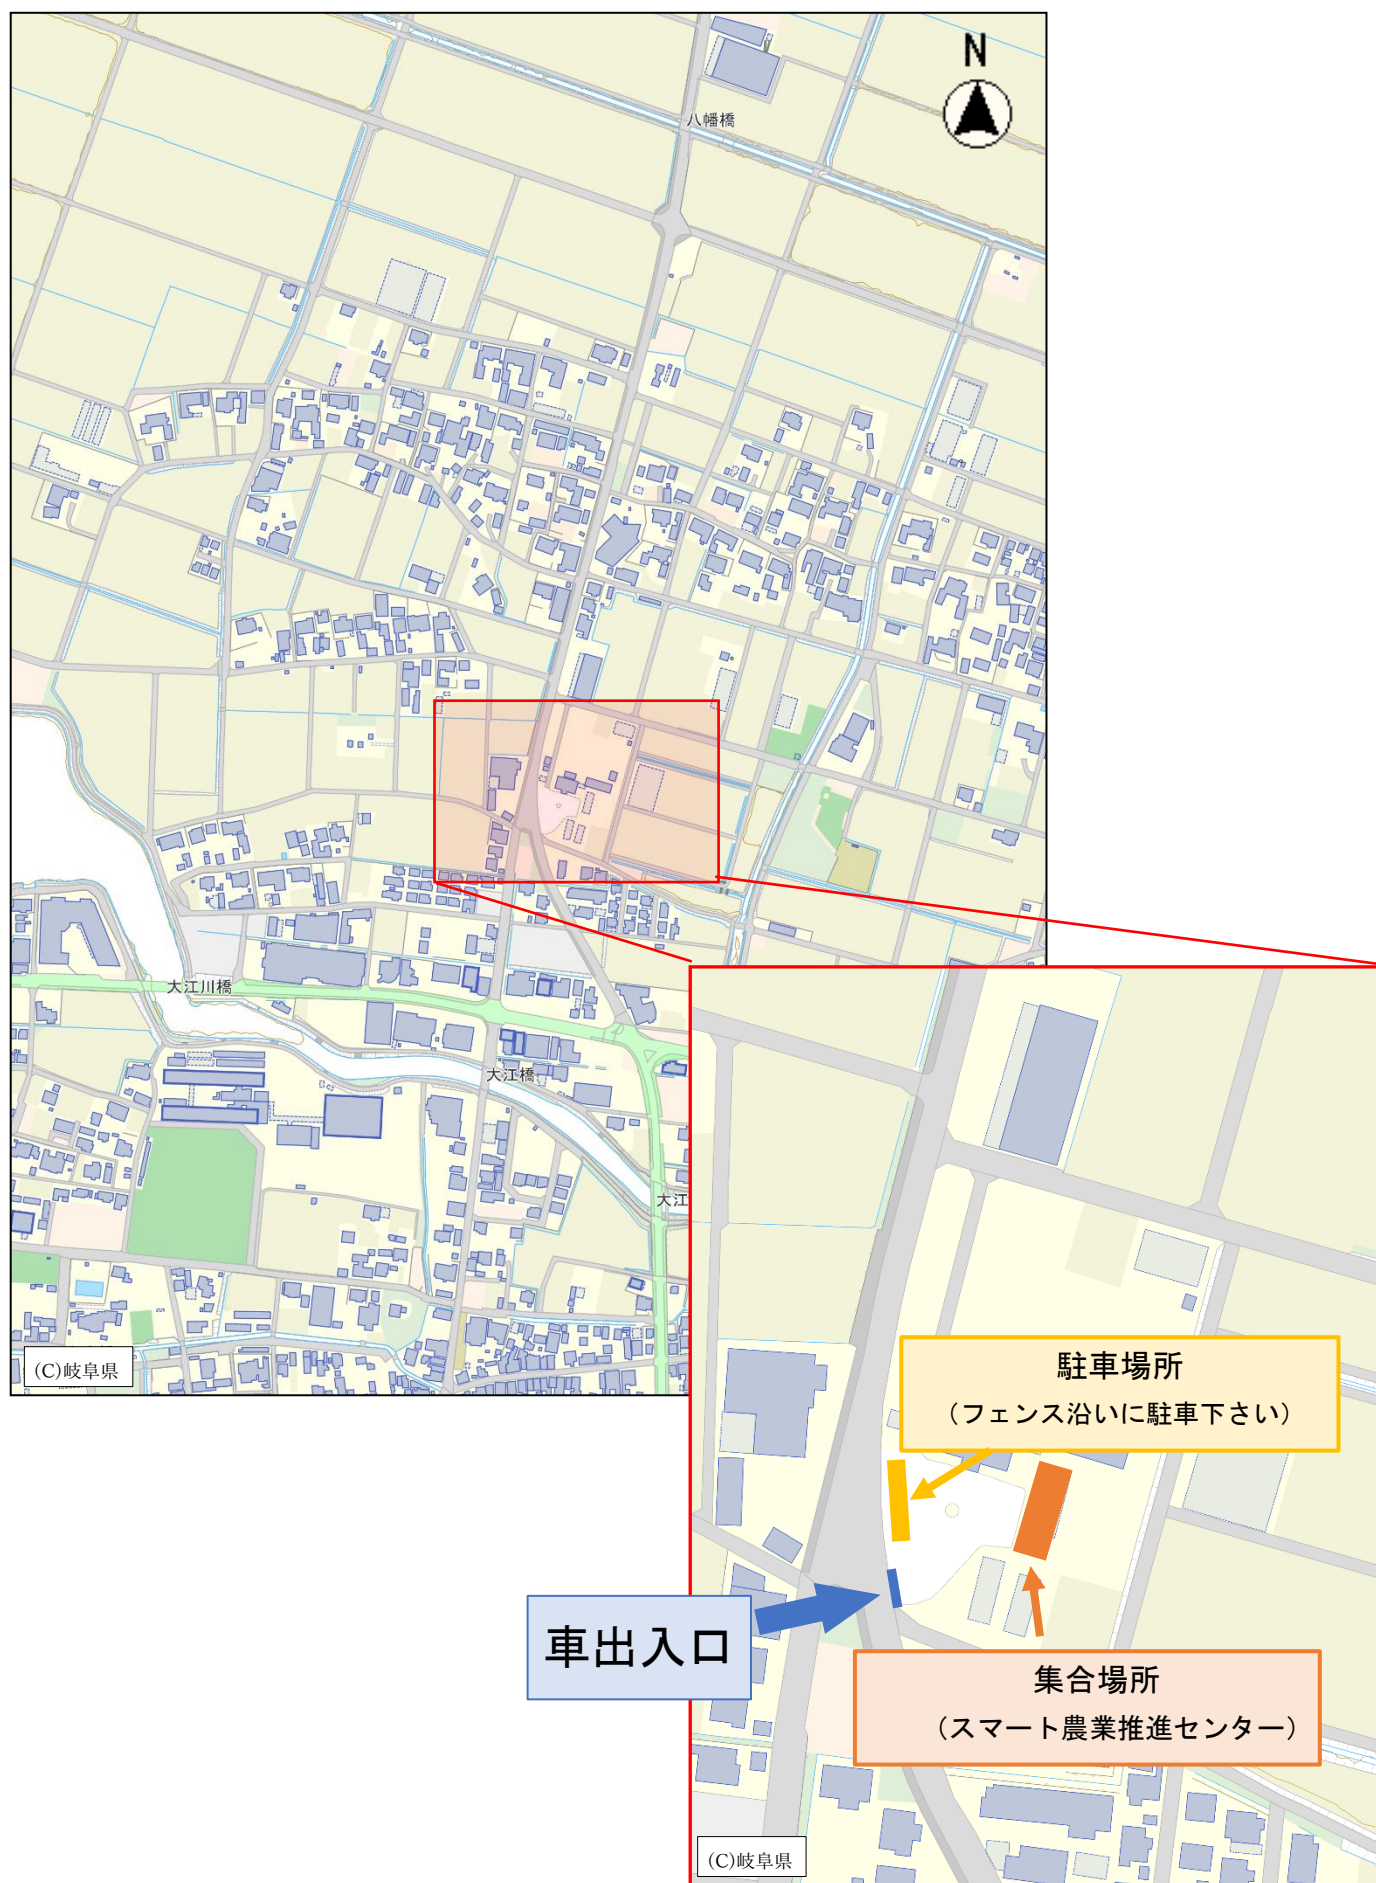 N
八幡橋
大江川橋
大江橋
大江
(C)岐阜県
駐車場所
（フェンス沿いに駐車下さい）
車出入口
集合場所
（スマート農業推進センター）
(C)岐阜県